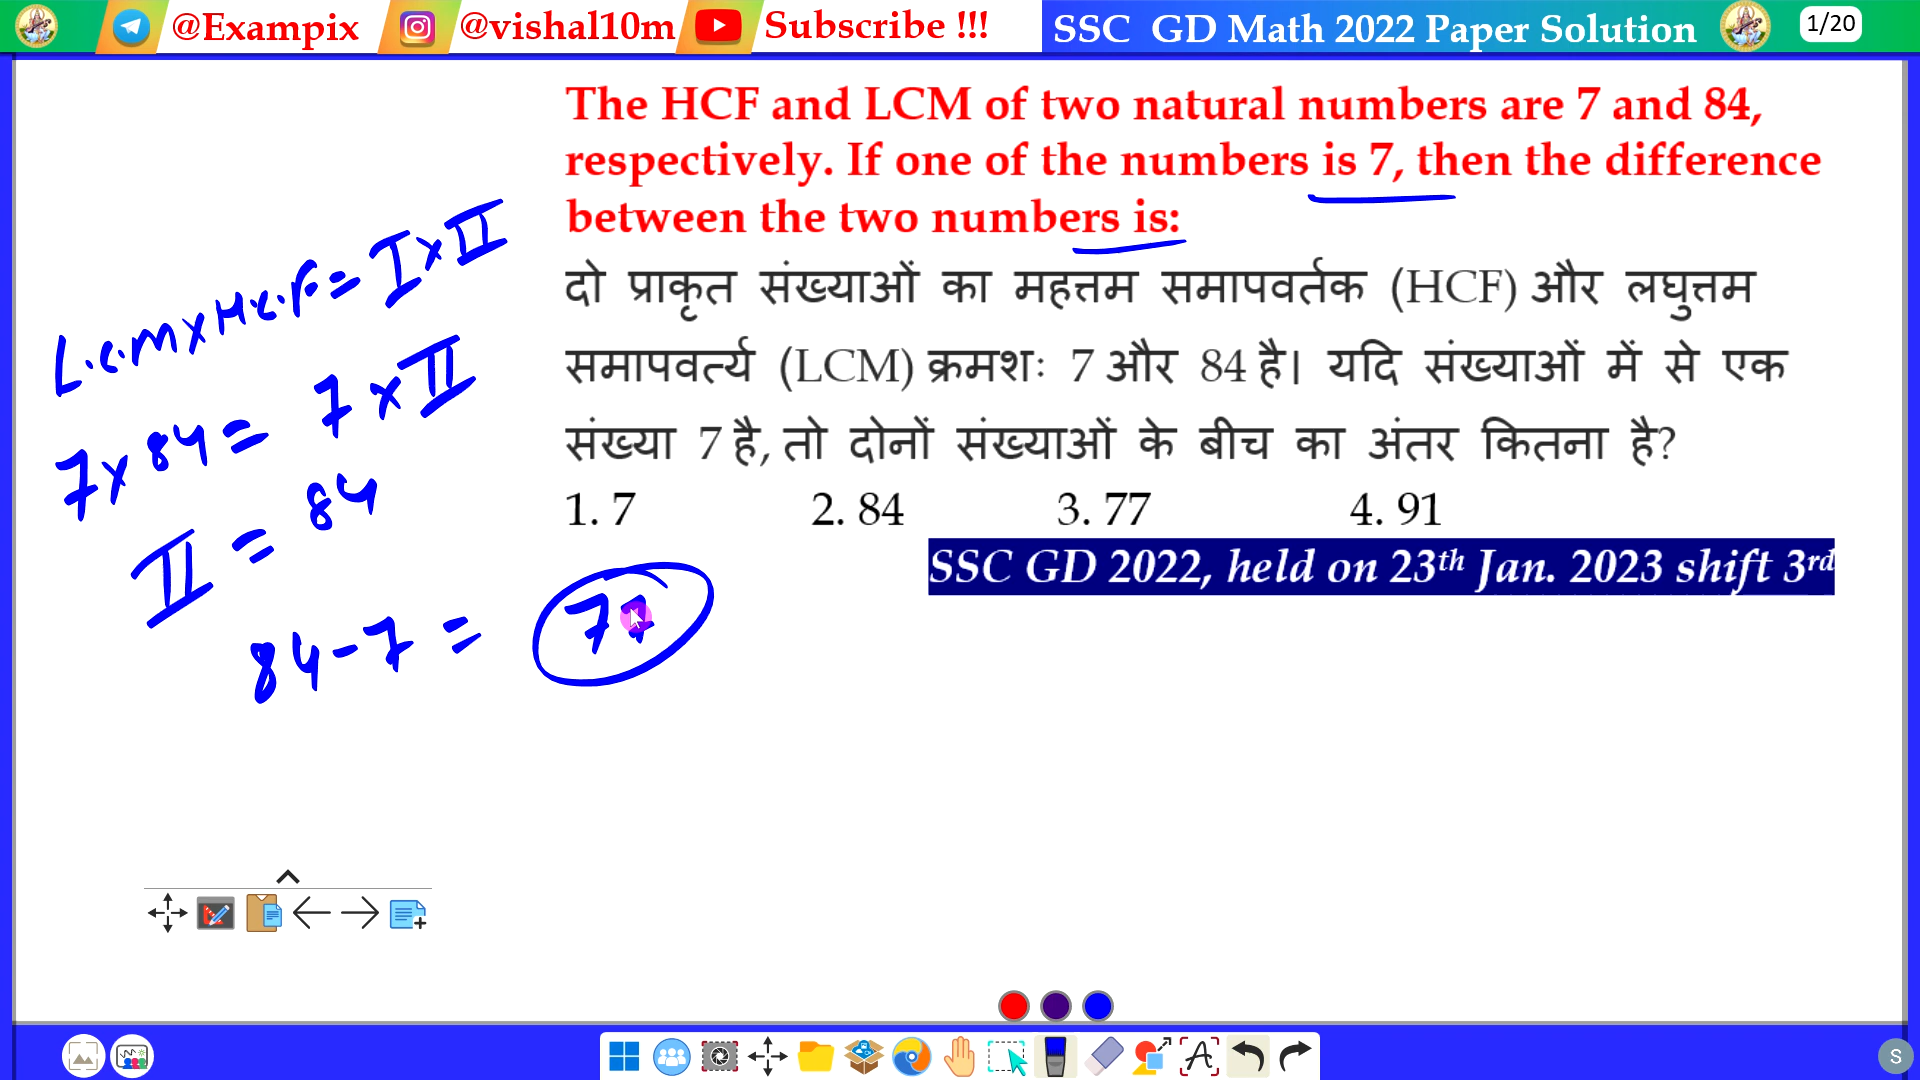 @Exampix @vishal10m Subscribe !!! SSC GD Math 2022 Paper Solution 1/20
The HCF and LCM of two natural numbers are 7 and 84,
respectively. If one of the numbers is 7, then the difference
between the two numbers is:
दो प्राकृत संख्याओं का महत्तम समापवर्तक (HCF) और लघुत्तम
समापवर्त्य (LCM) क्रमशः 7 और 84 है। यदि संख्याओं में से एक
संख्या 7 है, तो दोनों संख्याओं के बीच का अंतर कितना है?
1. 7 2. 84 3. 77 4. 91
SSC GD 2022, held on 23th Jan. 2023 shift 3rd
L.C.M×H.C.F= I×II
7×84= 7×II
II = 84
84-7 = 77
S